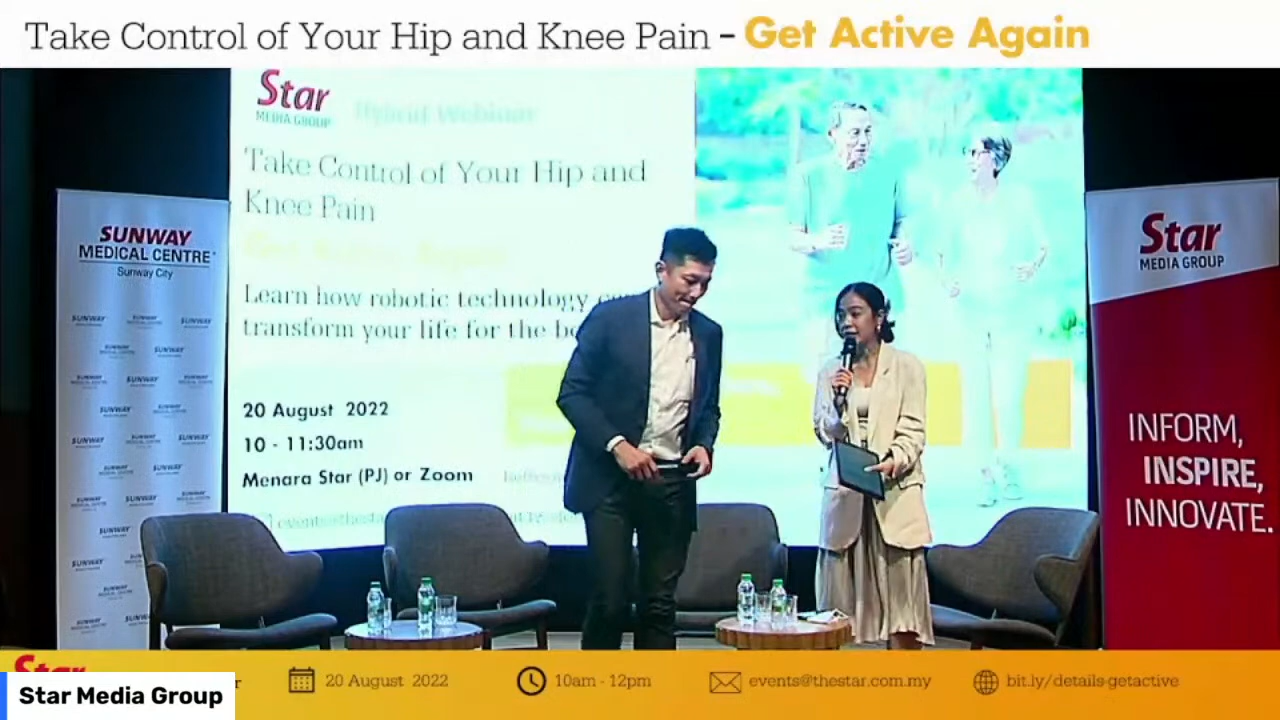 Take Control of Your Hip and Knee Pain – Get Active Again
Star
MEDIA GROUP
Hybrid Webinar
Take Control of Your Hip and
Knee Pain
Learn how robotic technology
transform your life for the
20 August 2022
10 - 11:30am
Menara Star (PJ) or Zoom
SUNWAY
MEDICAL CENTRE
Sunway City
Star
MEDIA GROUP
INFORM,
INSPIRE,
INNOVATE.
Star
20 August 2022
10am - 12pm
events@thestar.com.my
bit.ly/details-getactive
Star Media Group